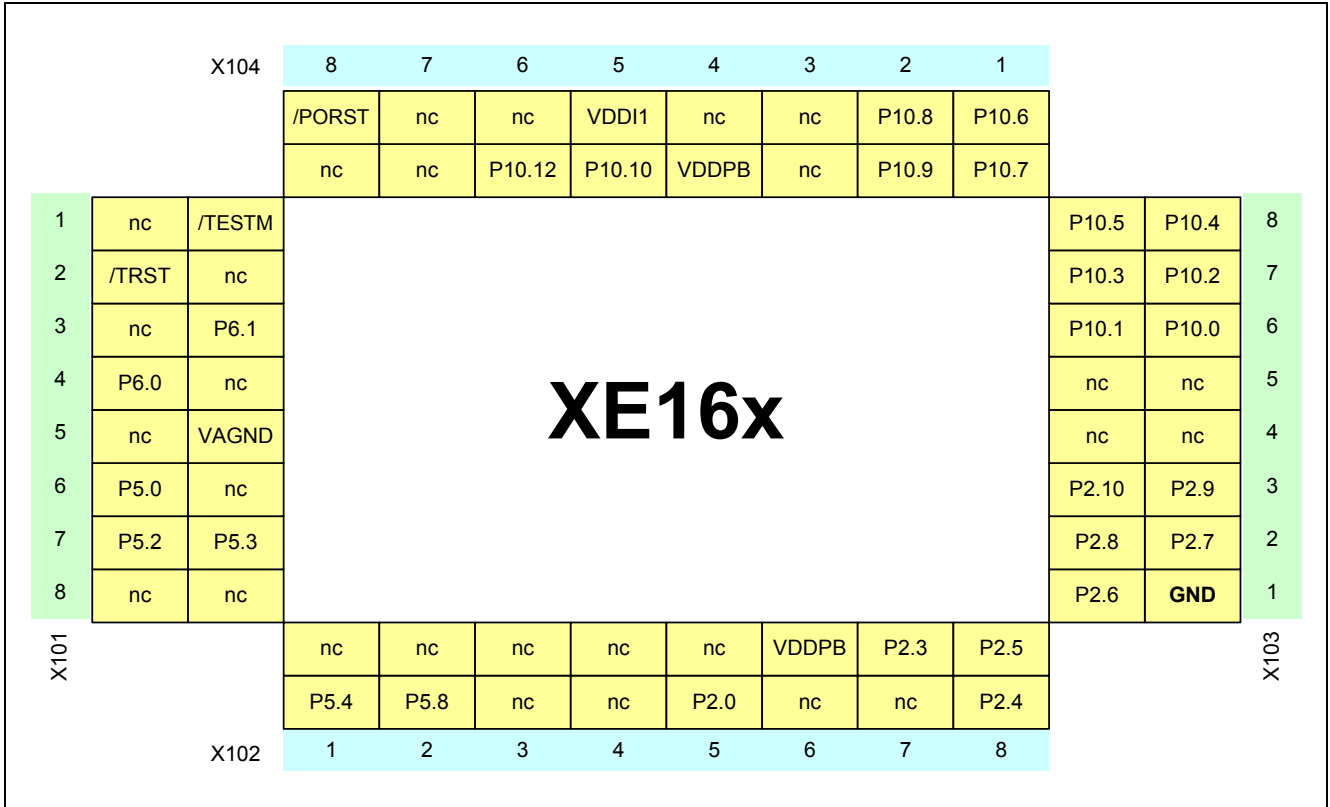 X104 8 7 6 5 4 3 2 1
/PORST nc nc VDDI1 nc nc P10.8 P10.6
nc nc P10.12 P10.10 VDDPB nc P10.9 P10.7
1 nc /TESTM P10.5 P10.4 8
2 /TRST nc P10.3 P10.2 7
3 nc P6.1 P10.1 P10.0 6
4 P6.0 nc nc nc 5
XE16x
5 nc VAGND nc nc 4
6 P5.0 nc P2.10 P2.9 3
7 P5.2 P5.3 P2.8 P2.7 2
8 nc nc P2.6 GND 1
X101 nc nc nc nc nc VDDPB P2.3 P2.5 X103
P5.4 P5.8 nc nc P2.0 nc nc P2.4
X102 1 2 3 4 5 6 7 8